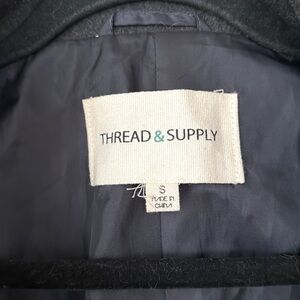 THREAD & SUPPLY
S
MADE IN
CHINA